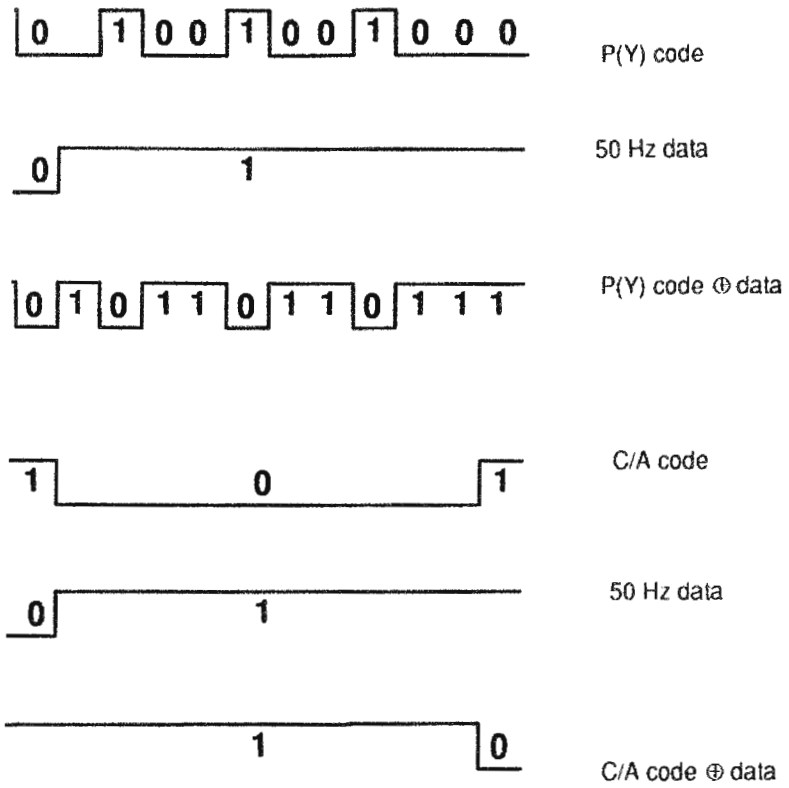 0 1 0 0 1 0 0 1 0 0 0 P(Y) code
0 1 50 Hz data
0 1 0 1 1 0 1 1 0 1 1 1 P(Y) code ⊕ data
1 0 1 C/A code
0 1 50 Hz data
1 0 C/A code ⊕ data